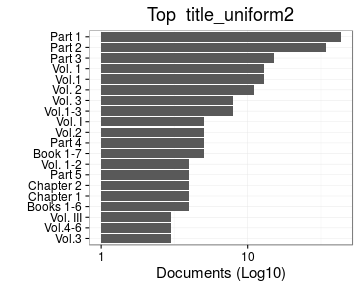 Top title_uniform2
Part 1
Part 2
Part 3
Vol. 1
Vol.1
Vol. 2
Vol. 3
Vol.1-3
Vol. I
Vol.2
Part 4
Book 1-7
Vol. 1-2
Part 5
Chapter 2
Chapter 1
Books 1-6
Vol. III
Vol.4-6
Vol.3
1 10
Documents (Log10)